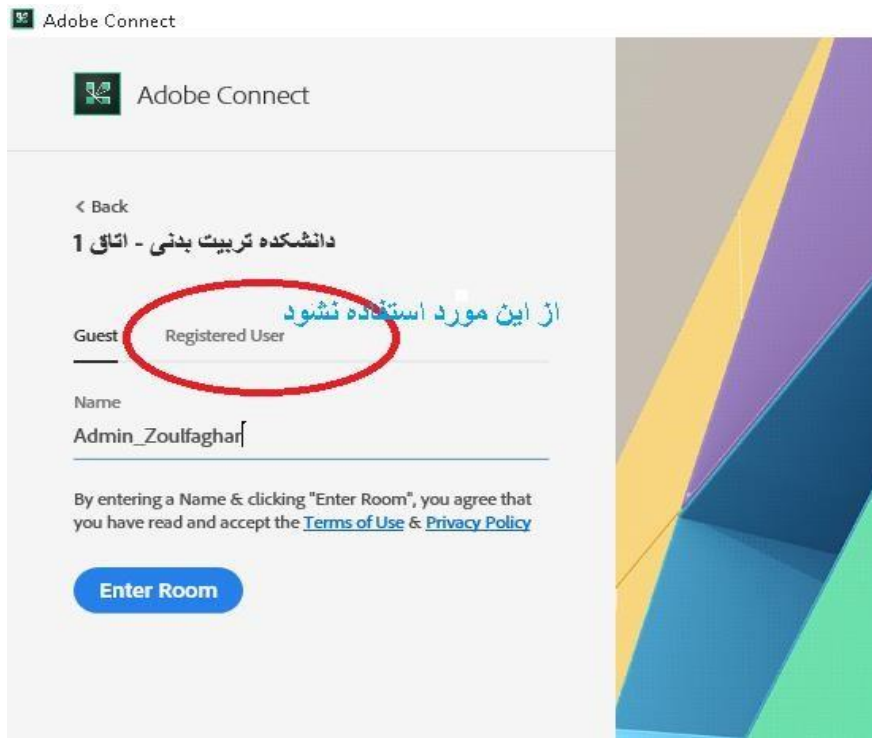 Adobe Connect
Adobe Connect
< Back
دانشکده تربیت بدنی - اتاق 1
از این مورد استفاده نشود
Guest Registered User
Name
Admin_Zoulfaghar
By entering a Name & clicking "Enter Room", you agree that
you have read and accept the Terms of Use & Privacy Policy
Enter Room